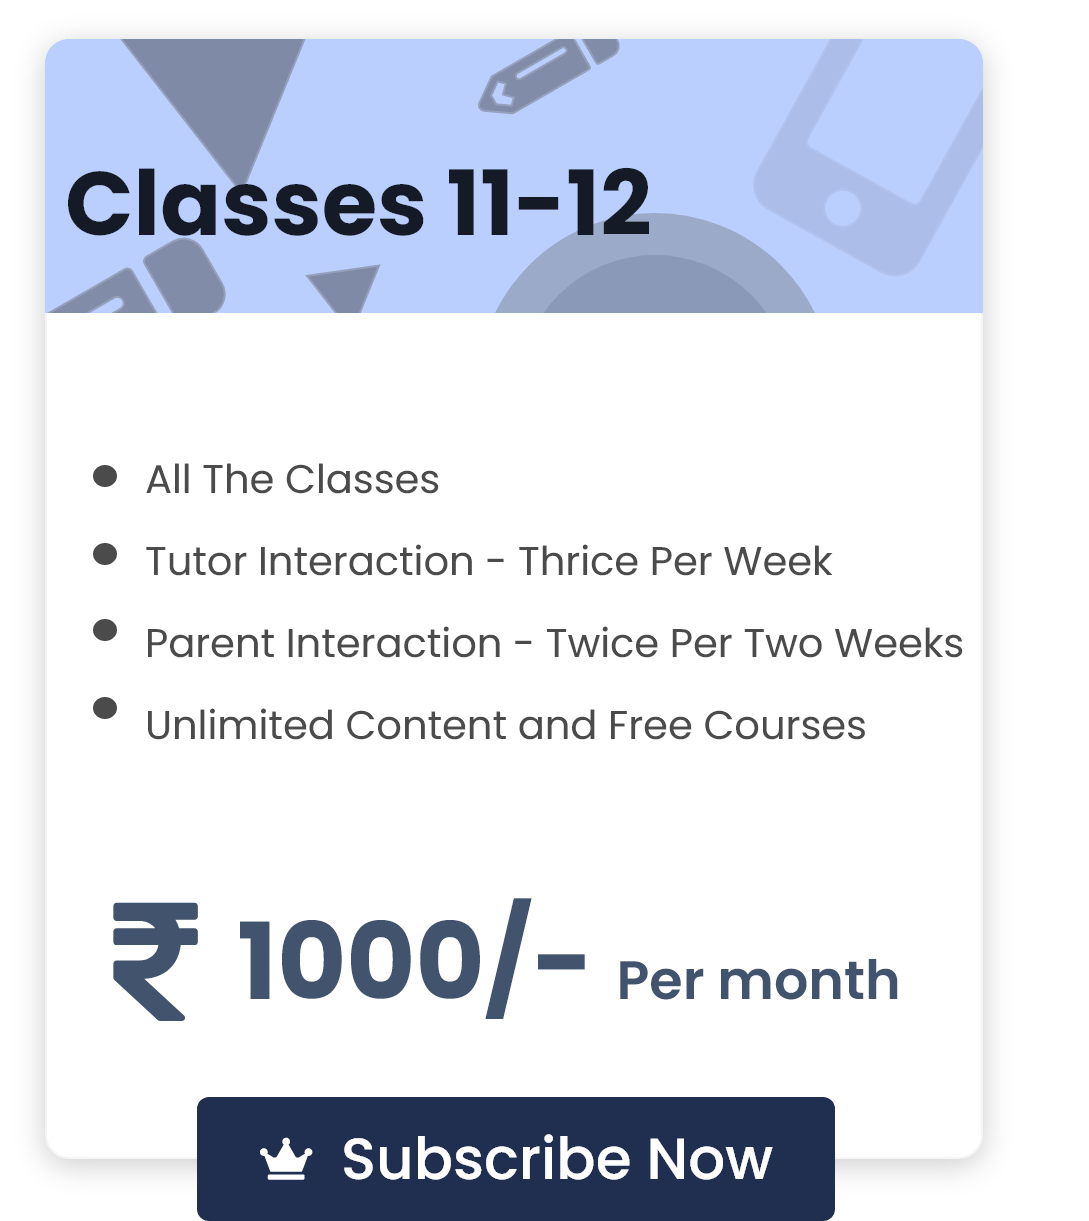 Classes 11-12
All The Classes
Tutor Interaction - Thrice Per Week
Parent Interaction - Twice Per Two Weeks
Unlimited Content and Free Courses
₹ 1000/- Per month
Subscribe Now